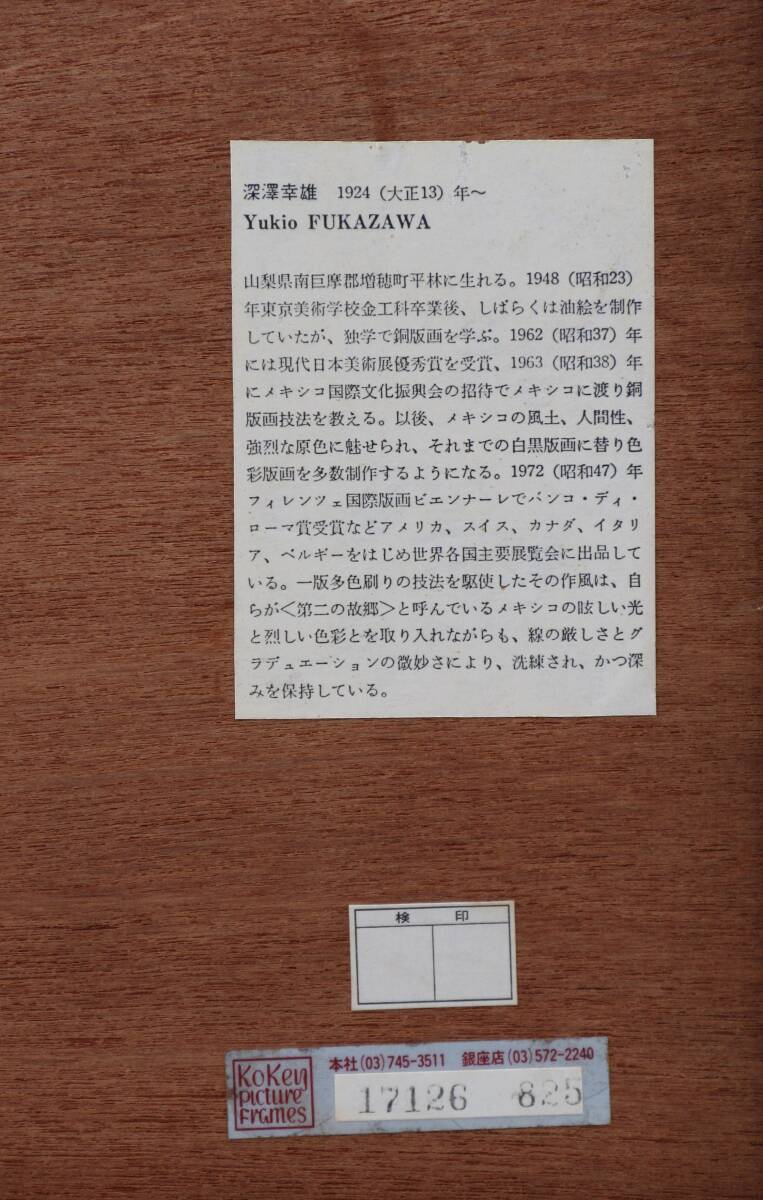 深澤幸雄　1924（大正13）年～
Yukio FUKAZAWA
山梨県南巨摩郡増穂町平林に生れる。1948（昭和23）
年東京美術学校金工科卒業後、しばらくは油絵を制作
していたが、独学で銅版画を学ぶ。1962（昭和37）年
には現代日本美術展優秀賞を受賞、1963（昭和38）年
にメキシコ国際文化振興会の招待でメキシコに渡り銅
版画技法を教える。以後、メキシコの風土、人間性、
強烈な原色に魅せられ、それまでの白黒版画に替り色
彩版画を多数制作するようになる。1972（昭和47）年
フィレンツェ国際版画ビエンナーレでバンコ・ディ・
ローマ賞受賞などアメリカ、スイス、カナダ、イタリ
ア、ベルギーをはじめ世界各国主要展覧会に出品して
いる。一版多色刷りの技法を駆使したその作風は、自
らが＜第二の故郷＞と呼んでいるメキシコの眩しい光
と烈しい色彩とを取り入れながらも、線の厳しさとグ
ラデュエーションの微妙さにより、洗練され、かつ深
みを保持している。
検　印
本社(03)745-3511　銀座店(03)572-2240
KoKen
picture
frames
17126　825